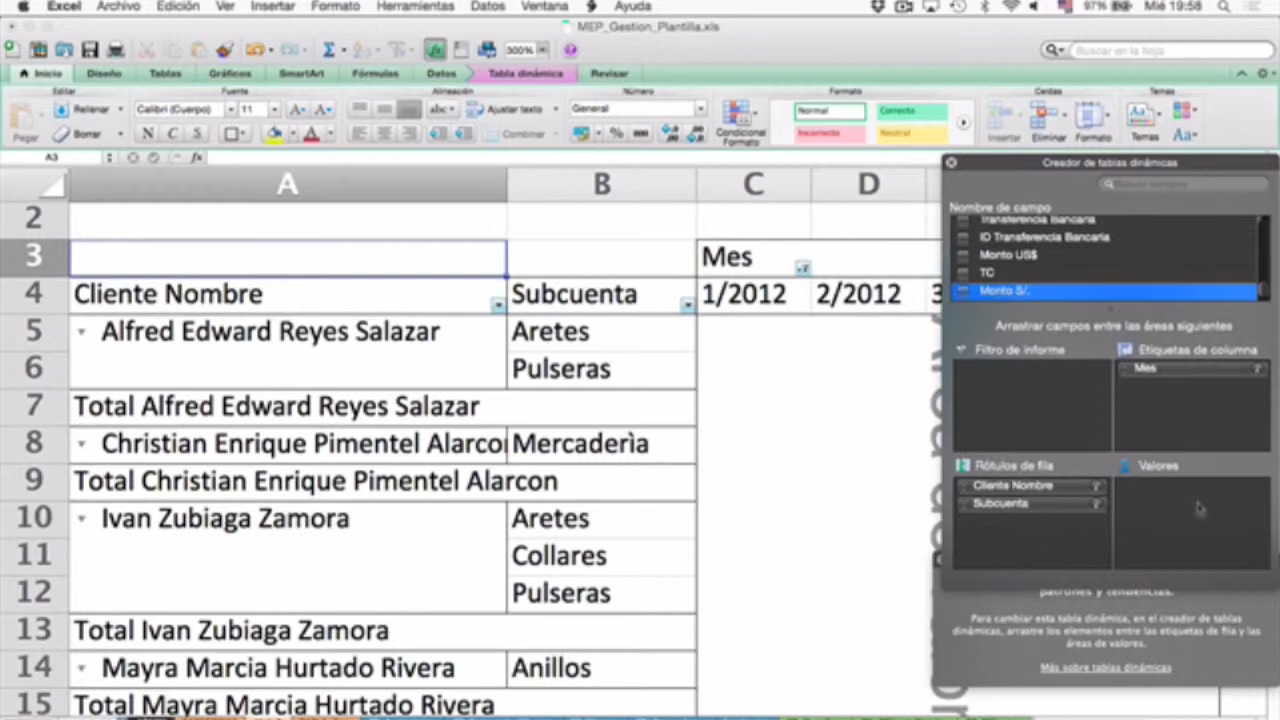 Excel Archivo Edición Ver Insertar Formato Herramientas Datos Ventana Ayuda 97% Mié 19:58
MEP_Gestion_Plantilla.xls
300% Buscar en la hoja
Inicio Diseño Tablas Gráficos SmartArt Fórmulas Datos Tabla dinámica Revisar
Editar Fuente Alineación Número Formato Celdas Temas
Rellenar Calibri (Cuerpo) 11 abc Ajustar texto General Normal Correcto
Pegar Borrar N C S Combinar % 000 Condicional Formato Incorrecto Neutral Insertar Eliminar Formato Temas Aa
A3 fx
Creador de tablas dinámicas
A B C D
Nombre de campo
2
Transferencia Bancaria
ID Transferencia Bancaria
3 Mes
Monto US$
TC
4 Cliente Nombre Subcuenta 1/2012 2/2012 3
Monto S/.
Arrastrar campos entre las áreas siguientes
5 Alfred Edward Reyes Salazar Aretes
Filtro de informe Etiquetas de columna
6 Pulseras
Mes
7 Total Alfred Edward Reyes Salazar
8 Christian Enrique Pimentel Alarco Mercaderìa
Rótulos de fila Valores
9 Total Christian Enrique Pimentel Alarcon
Cliente Nombre
Subcuenta
10 Ivan Zubiaga Zamora Aretes
11 Collares
12 Pulseras
patrones y tendencias.
Para cambiar esta tabla dinámica, en el creador de tablas
13 Total Ivan Zubiaga Zamora
dinámicas, arrastre los elementos entre las etiquetas de fila y las
áreas de valores.
14 Mayra Marcia Hurtado Rivera Anillos
Más sobre tablas dinámicas
15 Total Mayra Marcia Hurtado Rivera